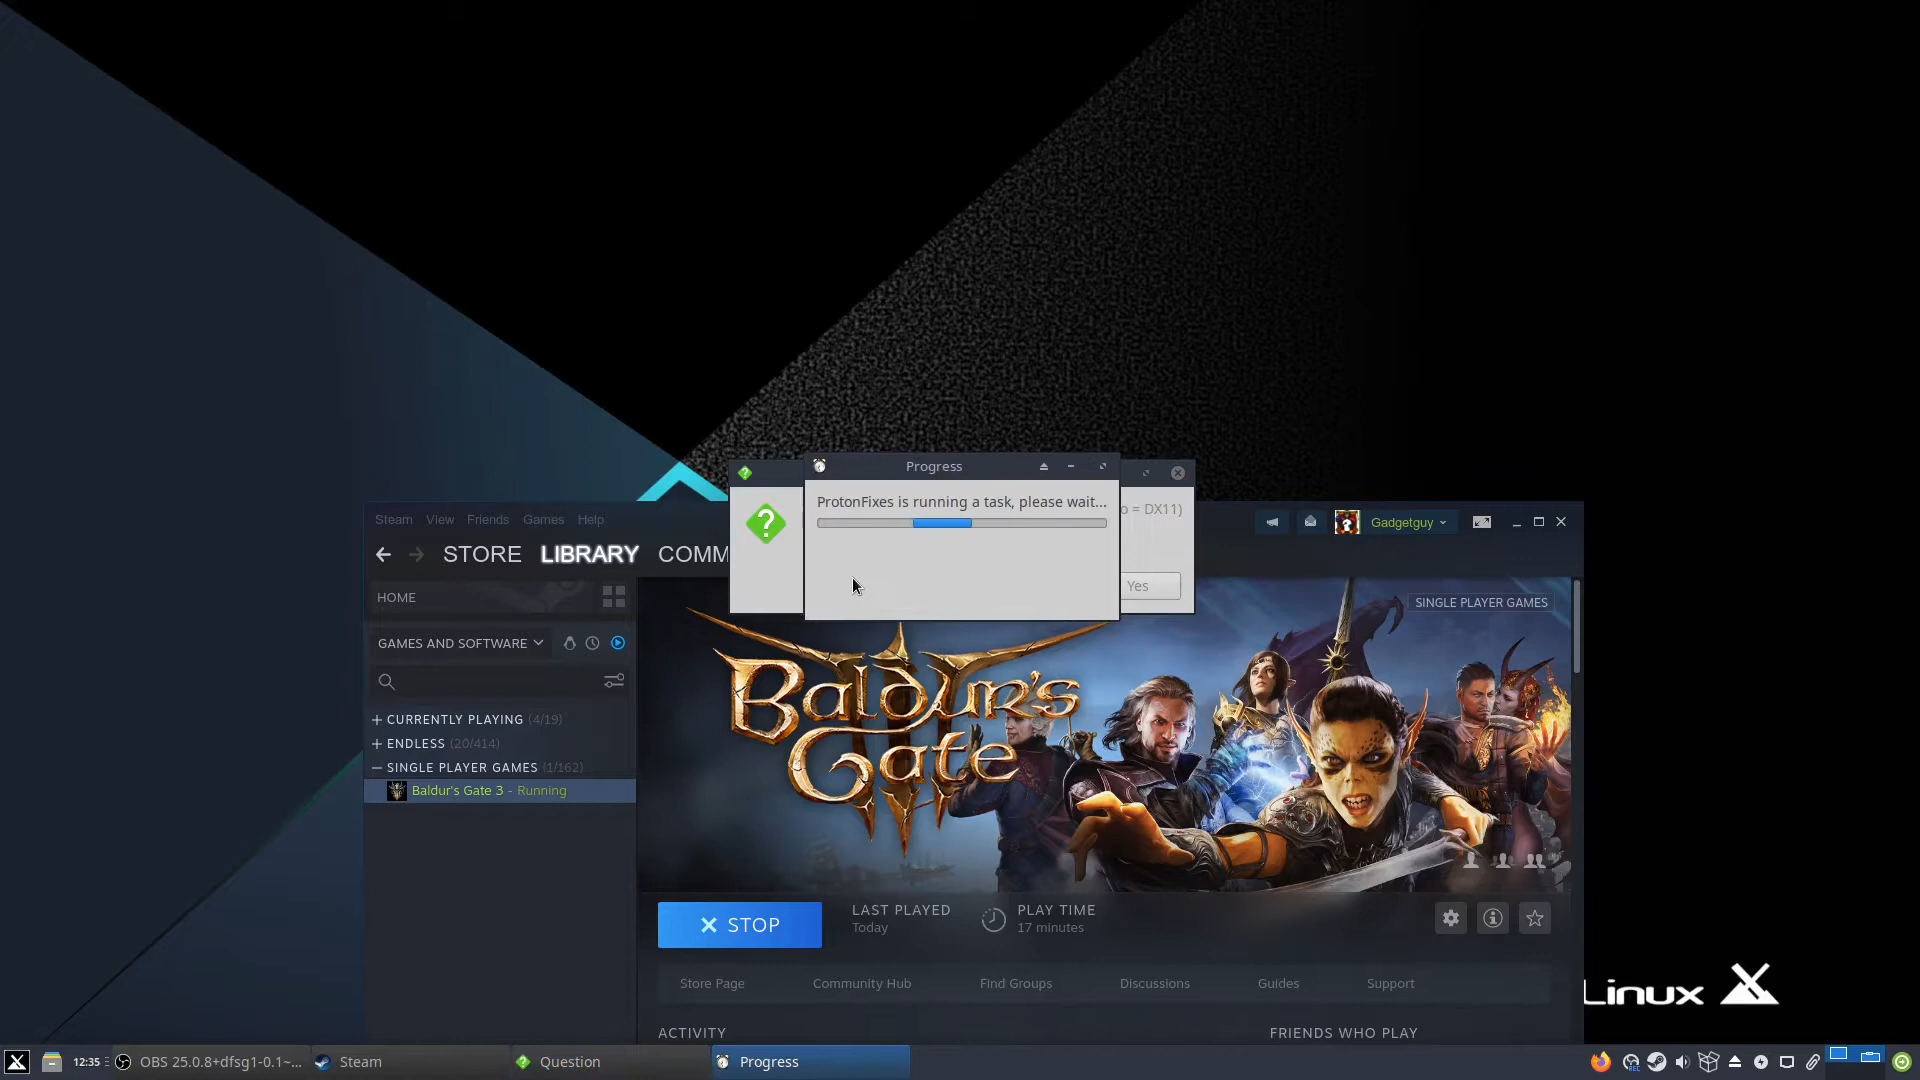 Progress
ProtonFixes is running a task, please wait...
o = DX11)
Yes
Steam View Friends Games Help
Gadgetguy
STORE LIBRARY COMM
HOME
SINGLE PLAYER GAMES
GAMES AND SOFTWARE
+ CURRENTLY PLAYING (4/19)
+ ENDLESS (20/414)
– SINGLE PLAYER GAMES (1/162)
Baldur's Gate 3 - Running
Baldur's
Gate
STOP
LAST PLAYED
Today
PLAY TIME
17 minutes
Store Page Community Hub Find Groups Discussions Guides Support
ACTIVITY
FRIENDS WHO PLAY
Linux
12:35
OBS 25.0.8+dfsg1-0.1~...
Steam
Question
Progress
REC